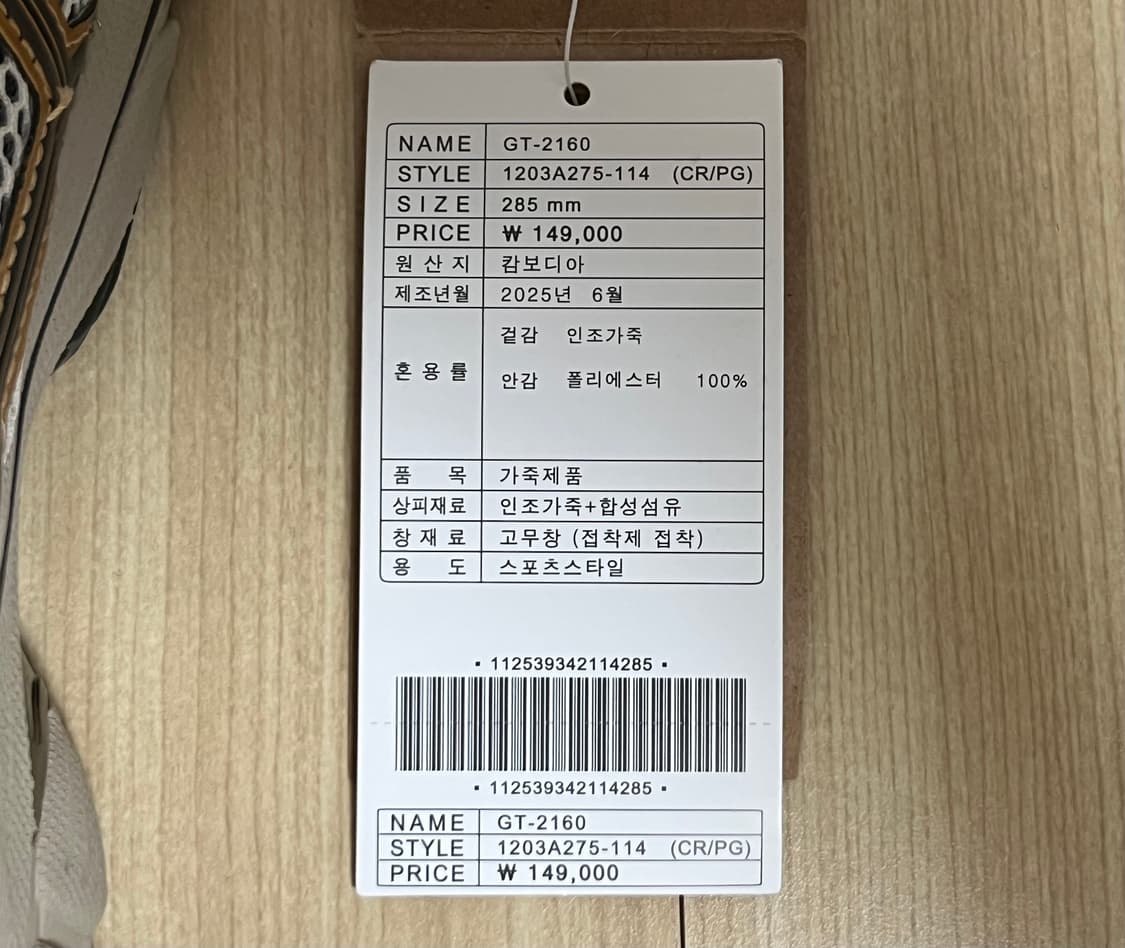 NAME GT-2160
STYLE 1203A275-114 (CR/PG)
SIZE 285 mm
PRICE ₩ 149,000
원 산 지 캄보디아
제조년월 2025년 6월
겉감 인조가죽
혼 용 률
안감 폴리에스터 100%
품 목 가죽제품
상피재료 인조가죽+합성섬유
창 재 료 고무창 (접착제 접착)
용 도 스포츠스타일
▪ 112539342114285 ▪
▪ 112539342114285 ▪
NAME GT-2160
STYLE 1203A275-114 (CR/PG)
PRICE ₩ 149,000